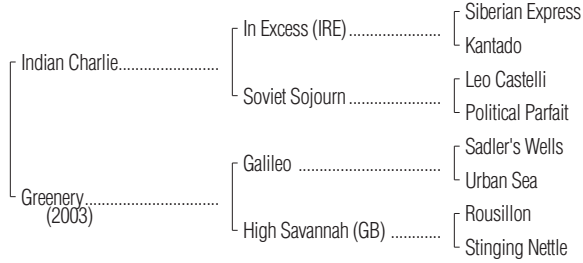 Siberian Express
In Excess (IRE)
Kantado
Indian Charlie
Leo Castelli
Soviet Sojourn
Political Parfait
Sadler's Wells
Galileo
Urban Sea
Greenery
(2003)
Rousillon
High Savannah (GB)
Stinging Nettle